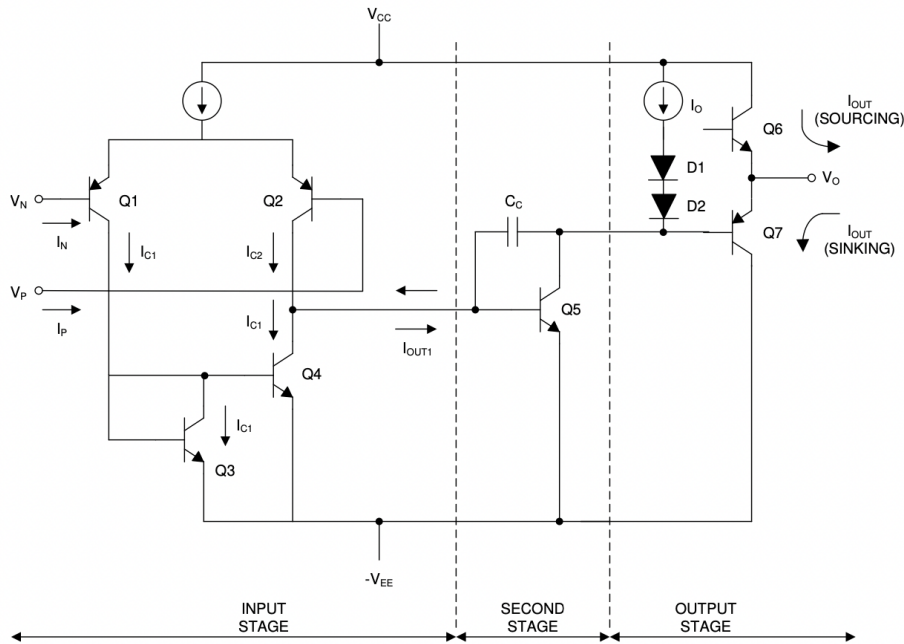 VCC
IO
Q6
IOUT
(SOURCING)
D1
VN
Q1
Q2
CC
D2
VO
IN
Q7
IOUT
(SINKING)
IC1
IC2
VP
IP
IC1
Q5
IOUT1
Q4
IC1
Q3
-VEE
INPUT
STAGE
SECOND
STAGE
OUTPUT
STAGE